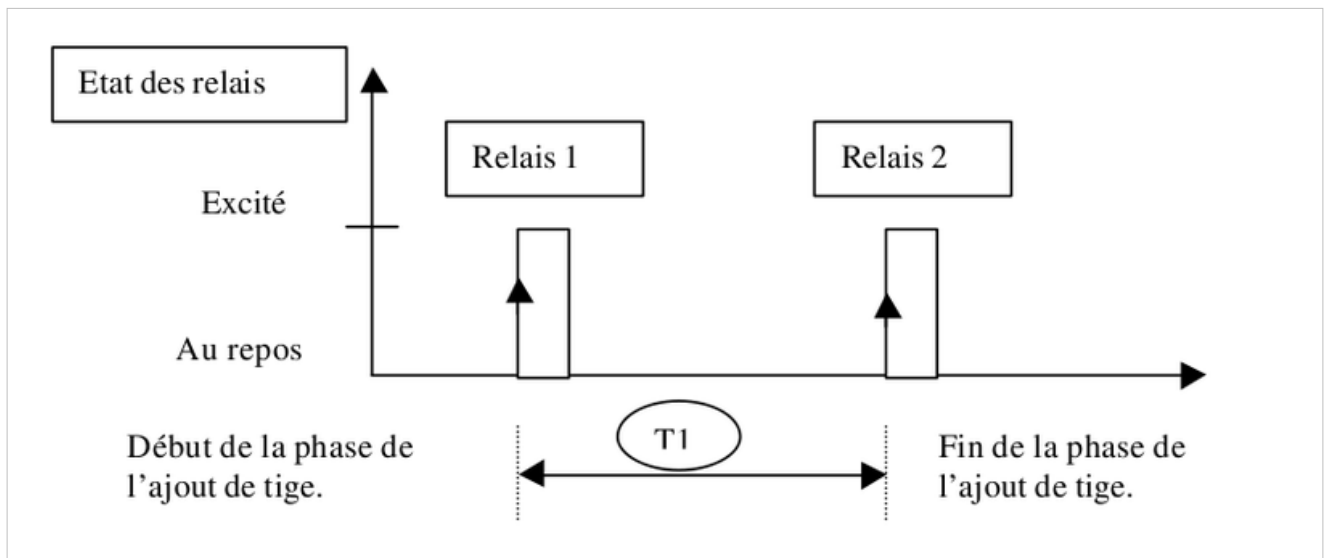 Etat des relais
Relais 1
Relais 2
Excité
Au repos
T1
Début de la phase de
l'ajout de tige.
Fin de la phase de
l'ajout de tige.